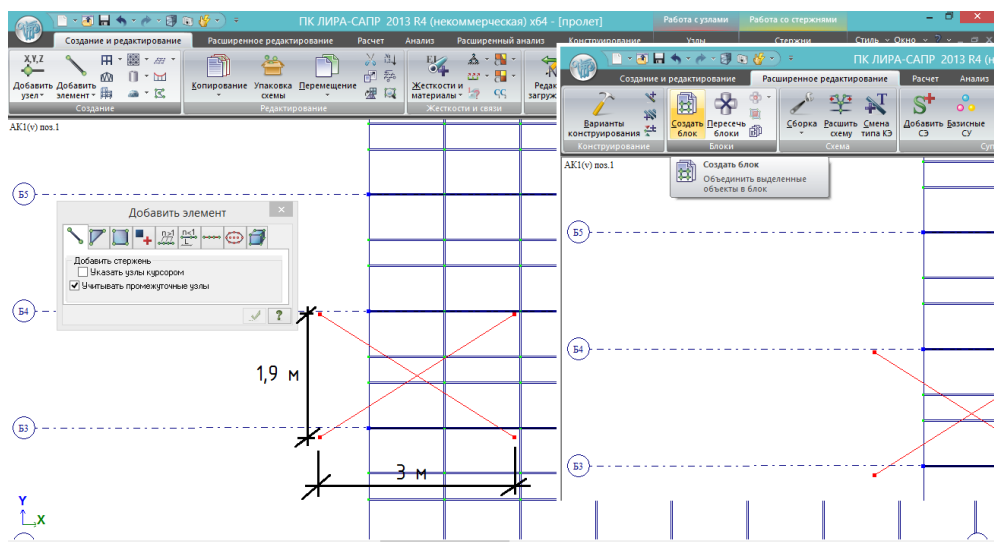 ПК ЛИРА-САПР 2013 R4 (некоммерческая) x64 - [пролет]
Работа с узлами
Работа со стержнями
Создание и редактирование
Расширенное редактирование
Расчет
Анализ
Расширенный анализ
Конструирование
Узлы
Стержни
Стиль
Окно
X,Y,Z
Добавить узел
Добавить элемент
Создание
Копирование
Упаковка схемы
Перемещение
Редактирование
Жесткости и материалы
Жесткости и связи
Редак
загруж
АК1(v) поз.1
Б5
Добавить элемент
Добавить стержень
Указать узлы курсором
Учитывать промежуточные узлы
?
Б4
1,9 м
Б3
3 м
Y
X
ПК ЛИРА-САПР 2013 R4 (н
Создание и редактирование
Расширенное редактирование
Расчет
Анализ
Варианты конструирования
Конструирование
Создать блок
Пересечь блоки
Блоки
Сборка
Расшить схему
Смена типа КЭ
Схема
Добавить СЭ
Базисные СУ
Суп
АК1(v) поз.1
Создать блок
Объединить выделенные
объекты в блок
Б5
Б4
Б3